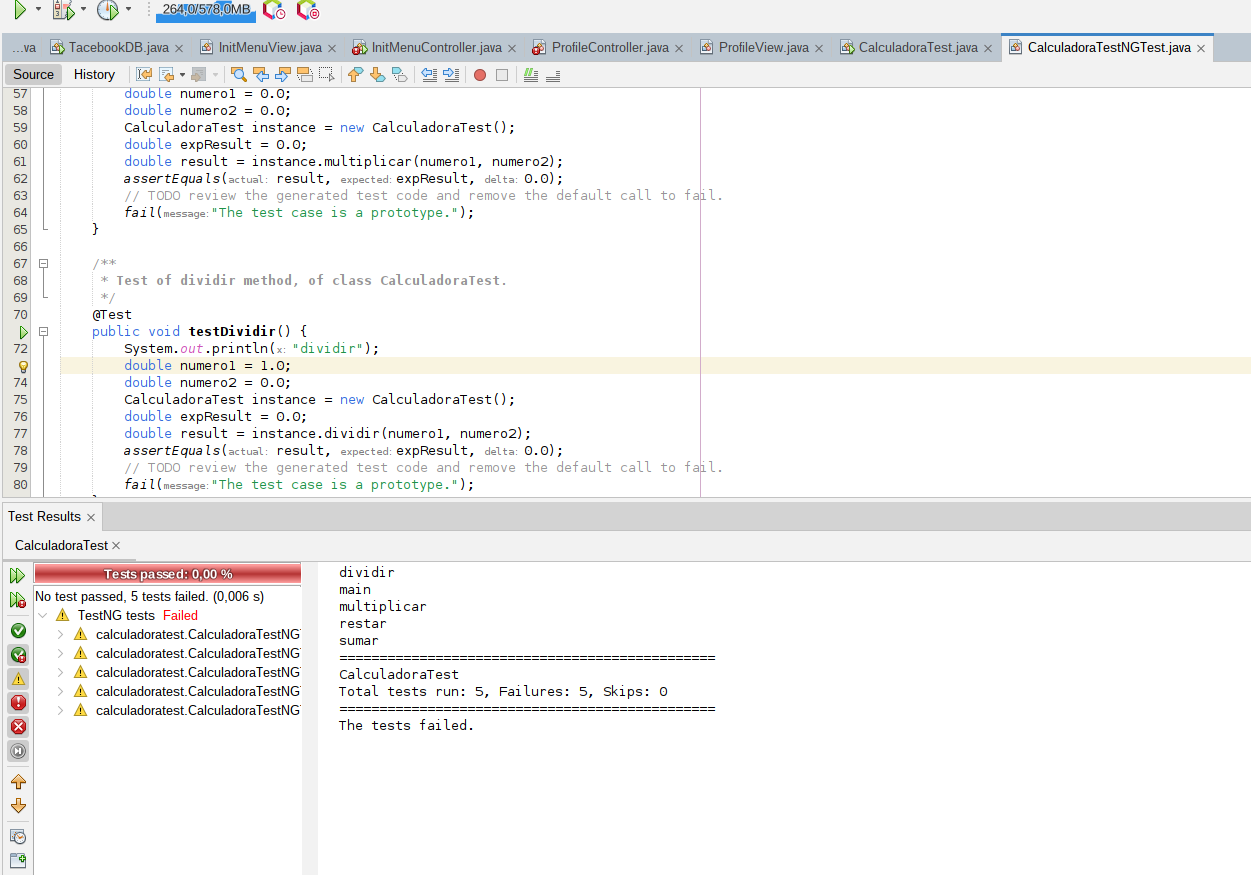 264,0/578,0MB
...va TacebookDB.java InitMenuView.java InitMenuController.java ProfileController.java ProfileView.java CalculadoraTest.java CalculadoraTestNGTest.java
Source History
57 double numero1 = 0.0;
58 double numero2 = 0.0;
59 CalculadoraTest instance = new CalculadoraTest();
60 double expResult = 0.0;
61 double result = instance.multiplicar(numero1, numero2);
62 assertEquals(actual: result, expected: expResult, delta: 0.0);
63 // TODO review the generated test code and remove the default call to fail.
64 fail(message: "The test case is a prototype.");
65 }
66
67 /**
68 * Test of dividir method, of class CalculadoraTest.
69 */
70 @Test
public void testDividir() {
72 System.out.println(x: "dividir");
double numero1 = 1.0;
74 double numero2 = 0.0;
75 CalculadoraTest instance = new CalculadoraTest();
76 double expResult = 0.0;
77 double result = instance.dividir(numero1, numero2);
78 assertEquals(actual: result, expected: expResult, delta: 0.0);
79 // TODO review the generated test code and remove the default call to fail.
80 fail(message: "The test case is a prototype.");
Test Results
CalculadoraTest
Tests passed: 0,00 %
No test passed, 5 tests failed. (0,006 s)
TestNG tests Failed
calculadoratest.CalculadoraTestNG
calculadoratest.CalculadoraTestNG
calculadoratest.CalculadoraTestNG
calculadoratest.CalculadoraTestNG
calculadoratest.CalculadoraTestNG
dividir
main
multiplicar
restar
sumar
===============================================
CalculadoraTest
Total tests run: 5, Failures: 5, Skips: 0
===============================================
The tests failed.